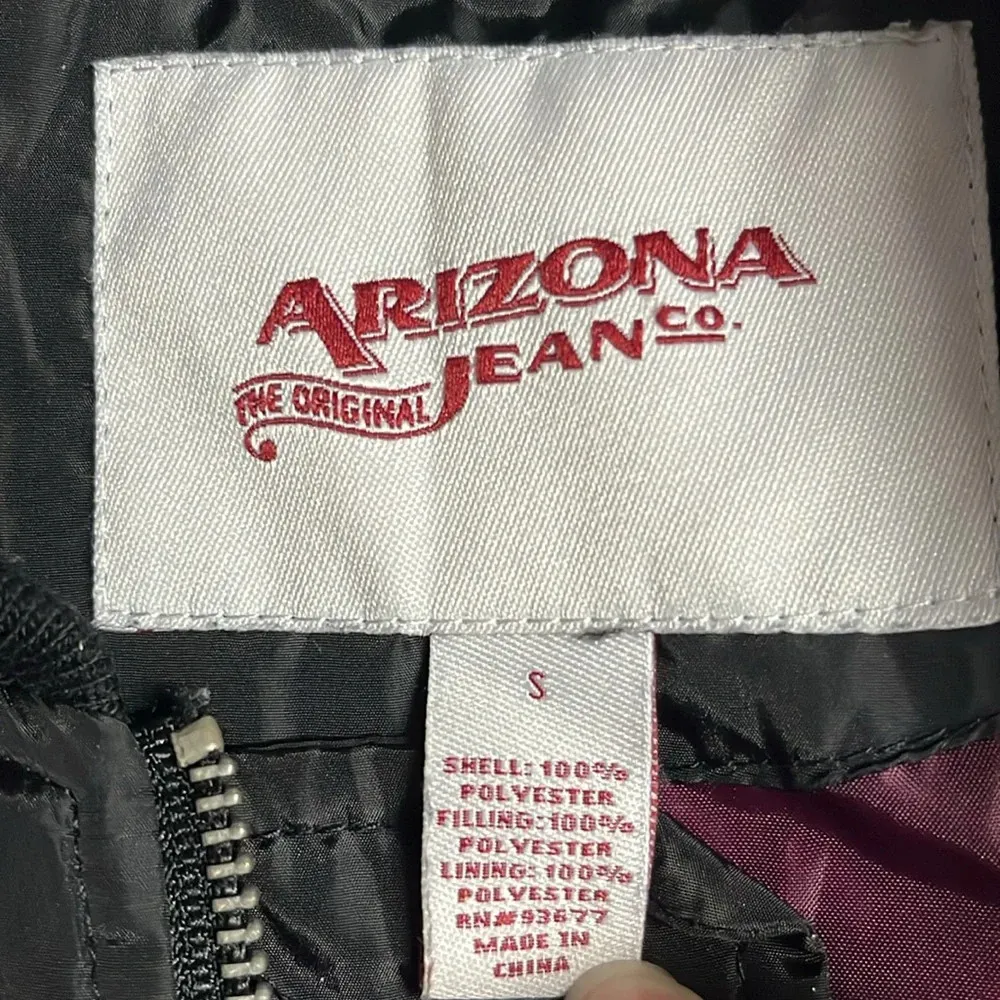 ARIZONA
JEAN CO.
THE ORIGINAL
S
SHELL: 100%
POLYESTER
FILLING: 100%
POLYESTER
LINING: 100%
POLYESTER
RN#93677
MADE IN
CHINA